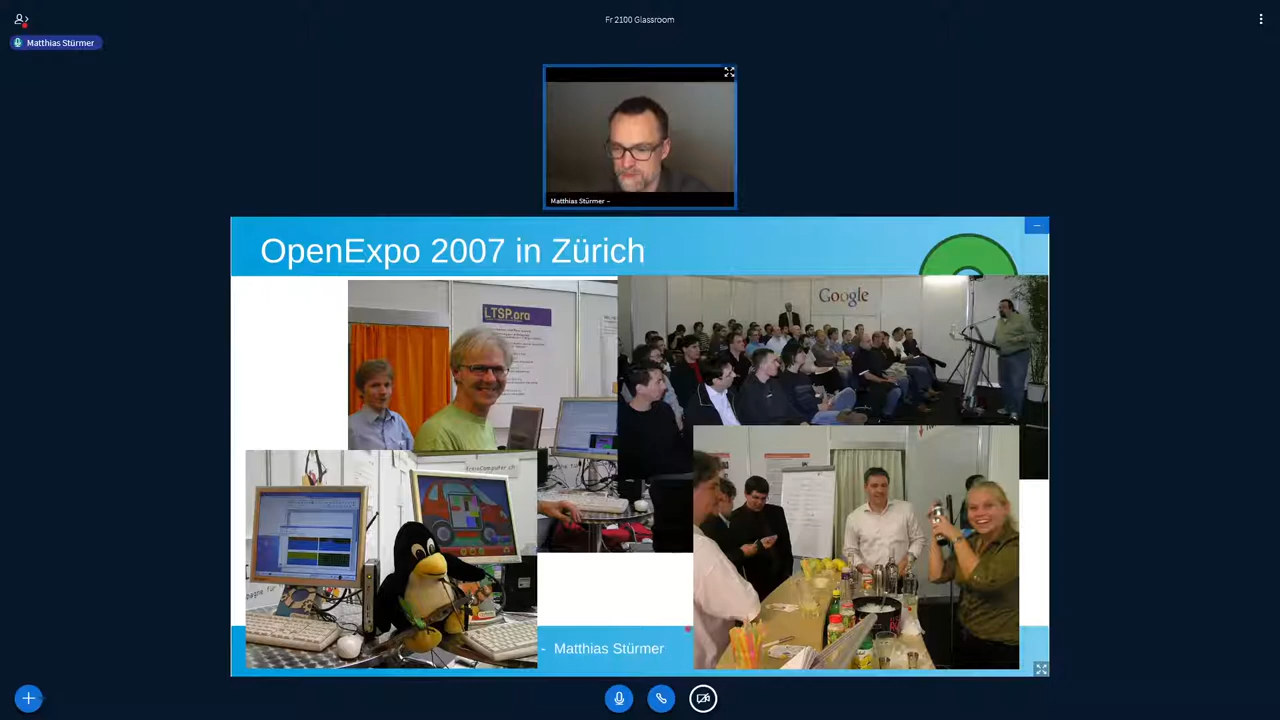 Fr 2100 Glassroom
Matthias Stürmer
Matthias Stürmer -
OpenExpo 2007 in Zürich
LTSP.org
Google
- Matthias Stürmer